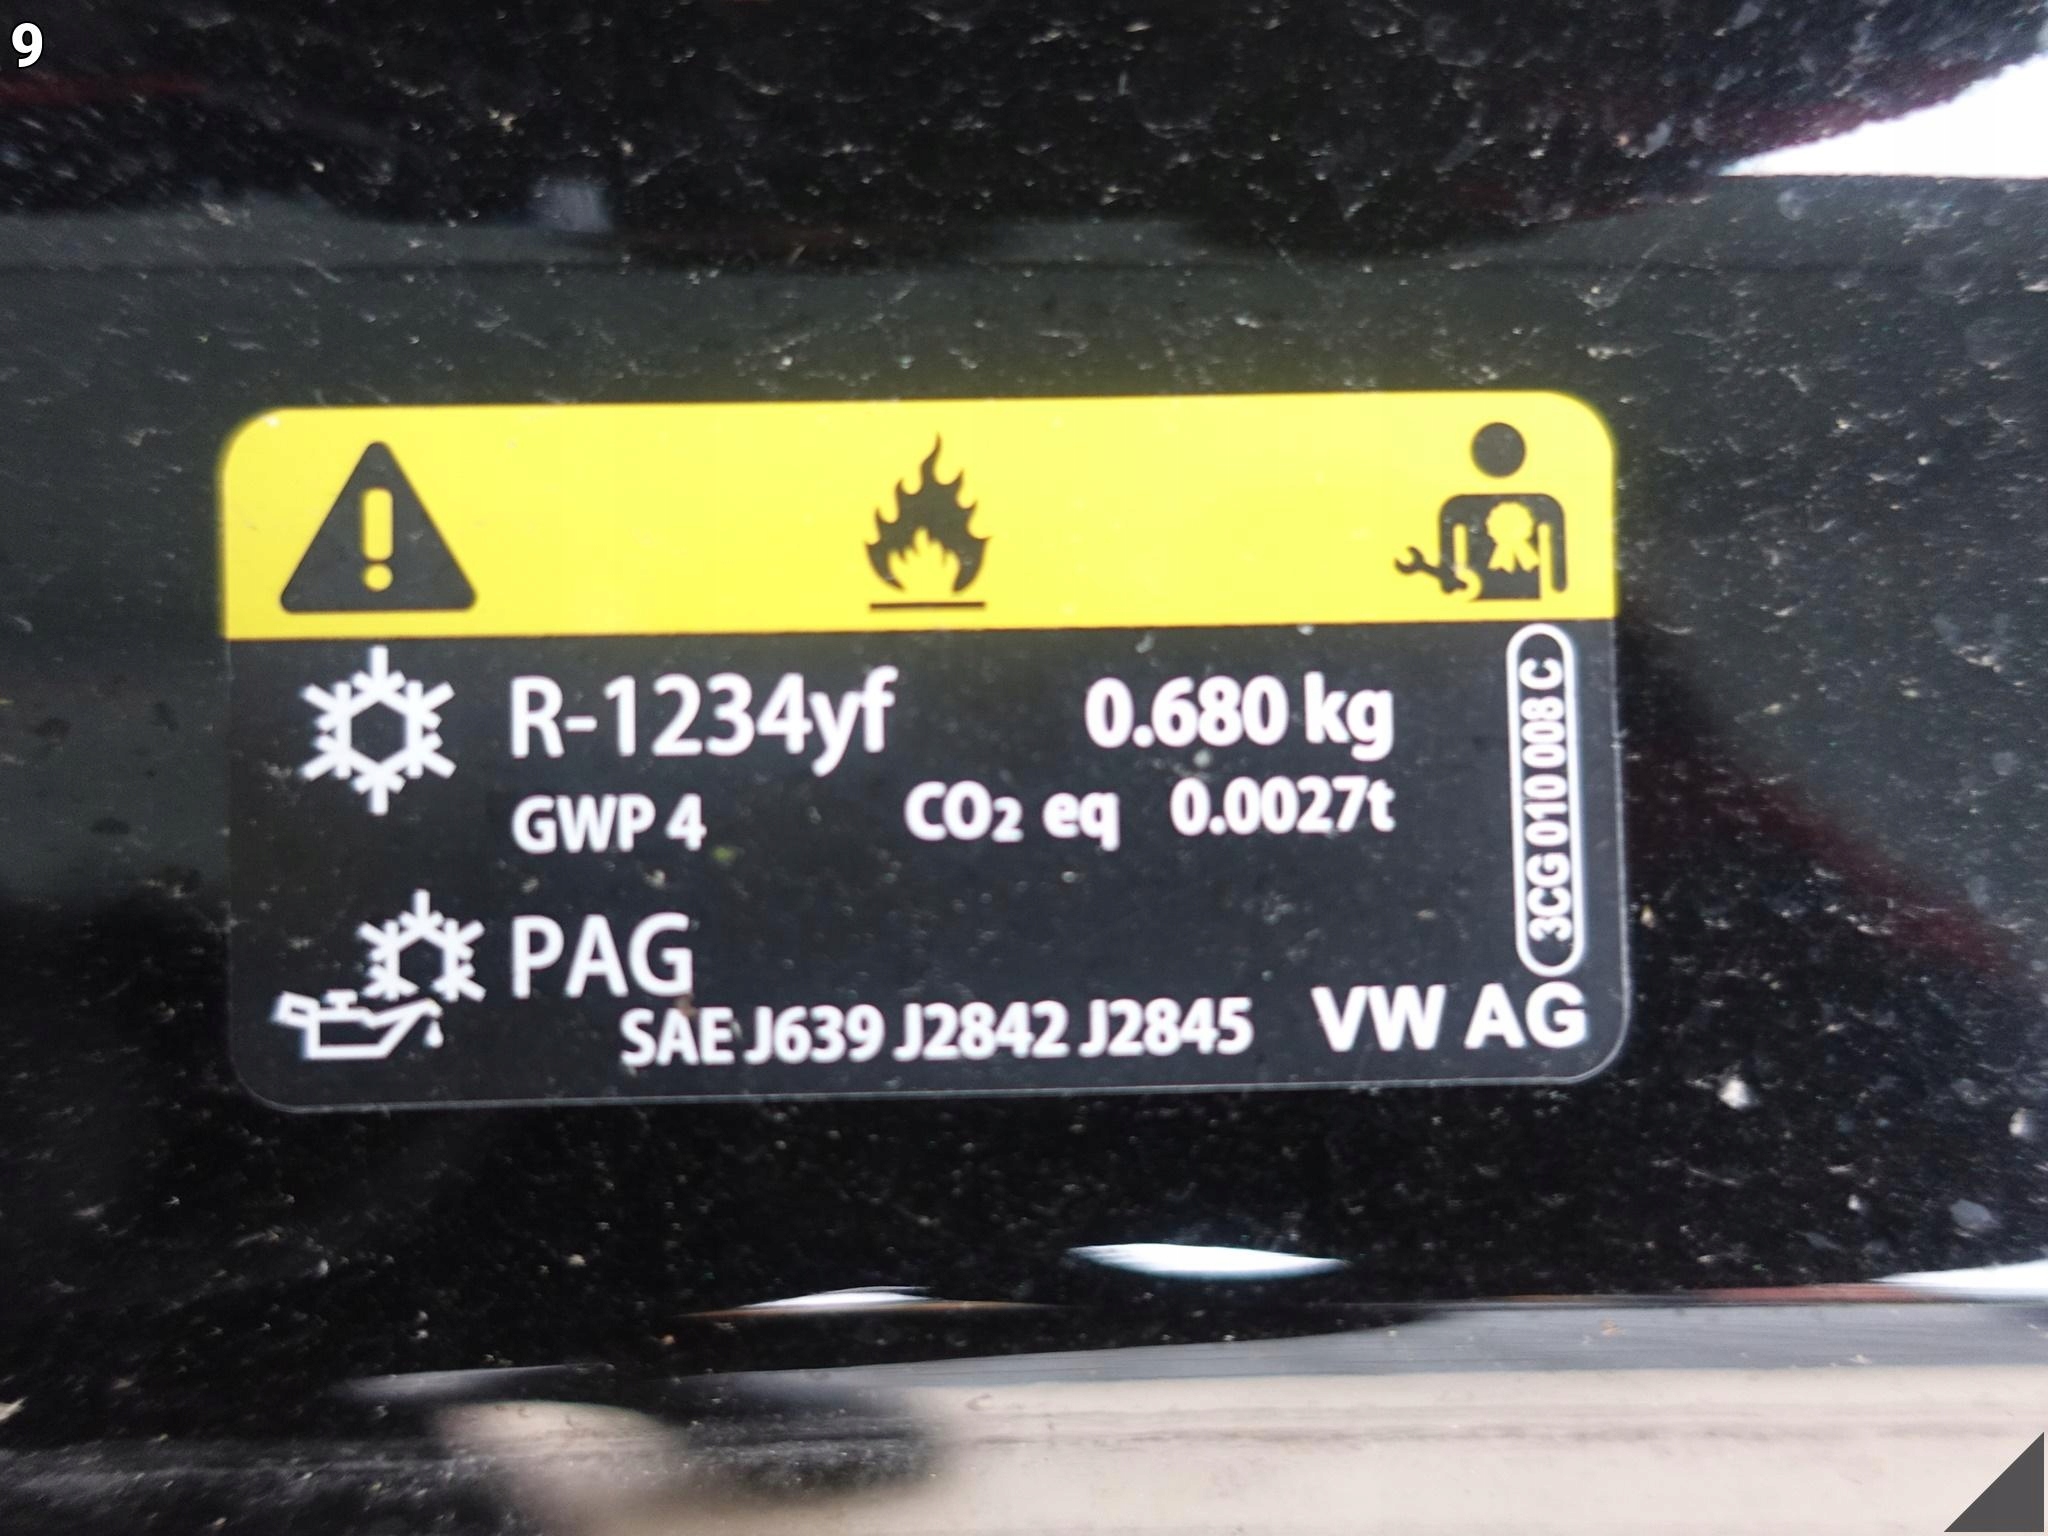 9
R-1234yf 0.680 kg
GWP 4 CO₂ eq 0.0027t
PAG
SAE J639 J2842 J2845 VW AG
3CG 010 008 C